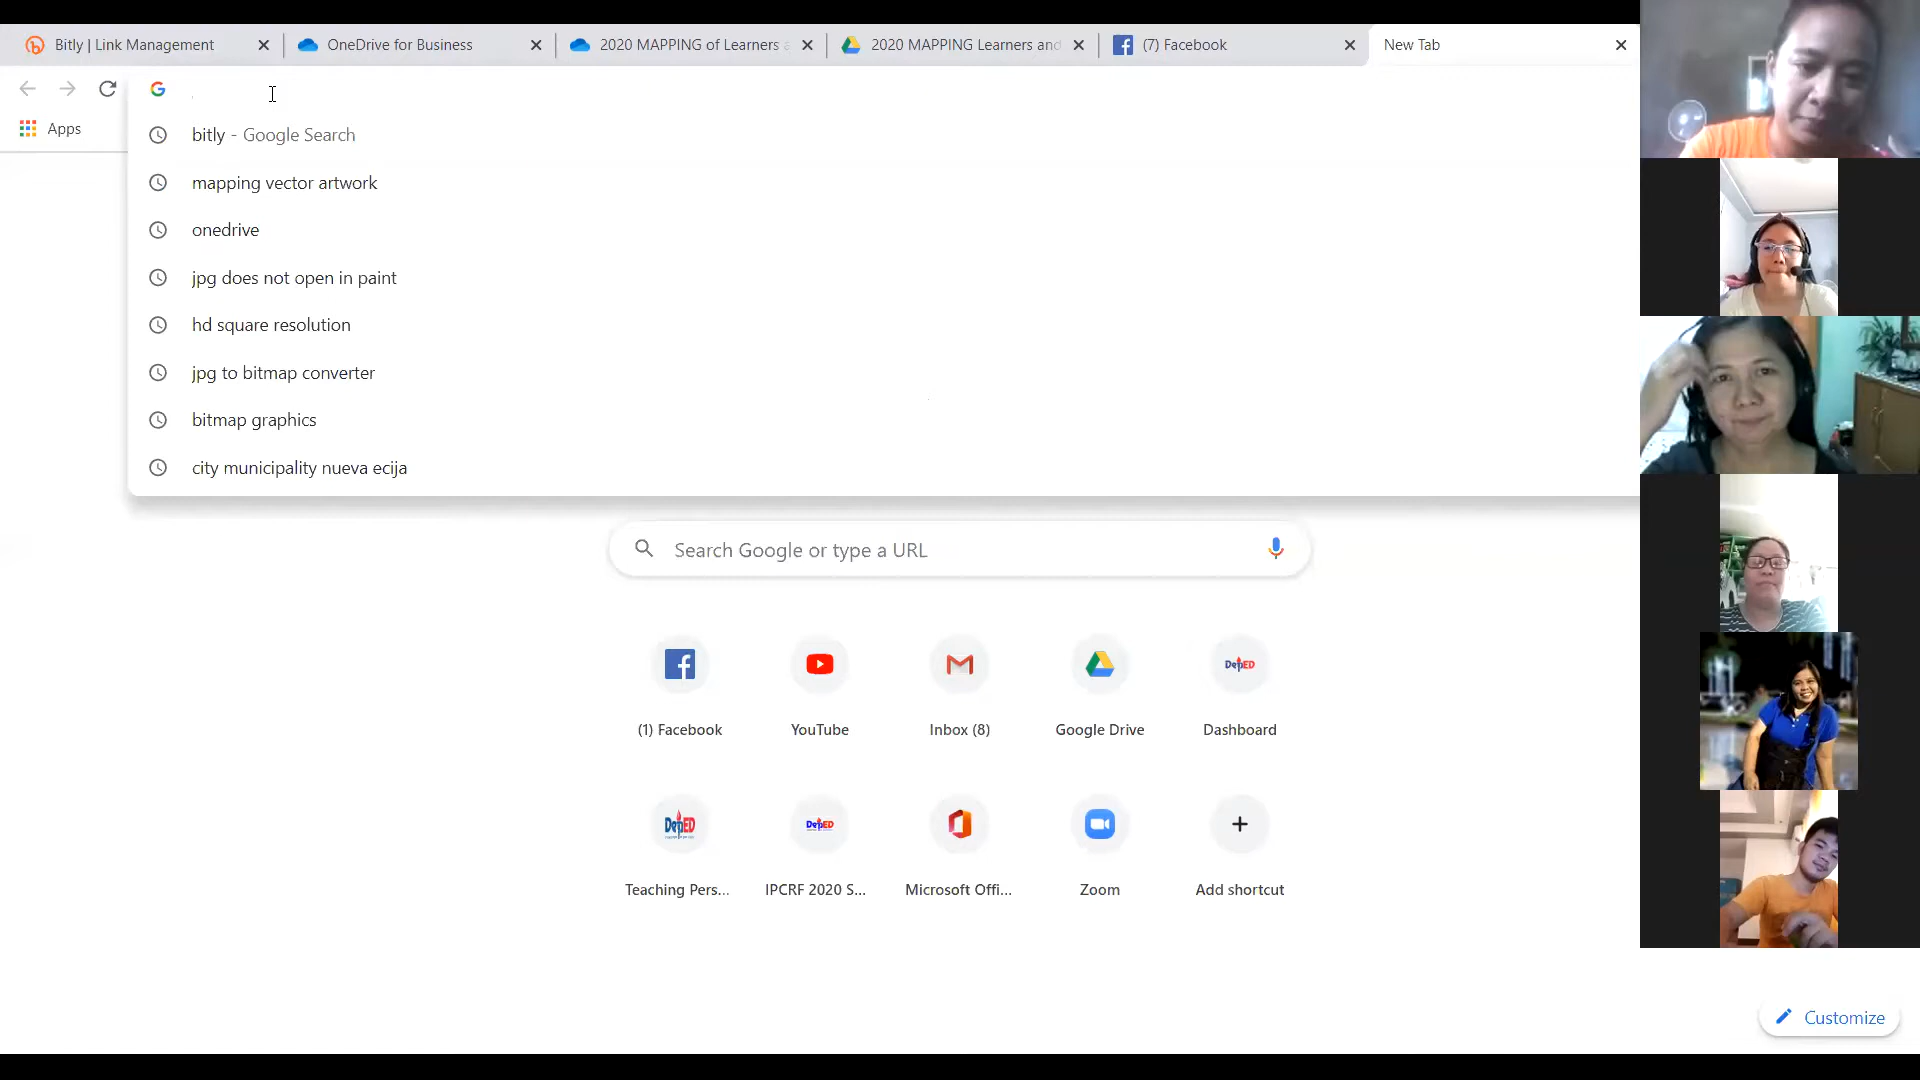 Bitly | Link Management
OneDrive for Business
2020 MAPPING of Learners a
2020 MAPPING Learners and
(7) Facebook
New Tab
Apps
bitly - Google Search
mapping vector artwork
onedrive
jpg does not open in paint
hd square resolution
jpg to bitmap converter
bitmap graphics
city municipality nueva ecija
Search Google or type a URL
DepED
(1) Facebook
YouTube
Inbox (8)
Google Drive
Dashboard
DepED
DepED
Teaching Pers...
IPCRF 2020 S...
Microsoft Offi...
Zoom
Add shortcut
Customize